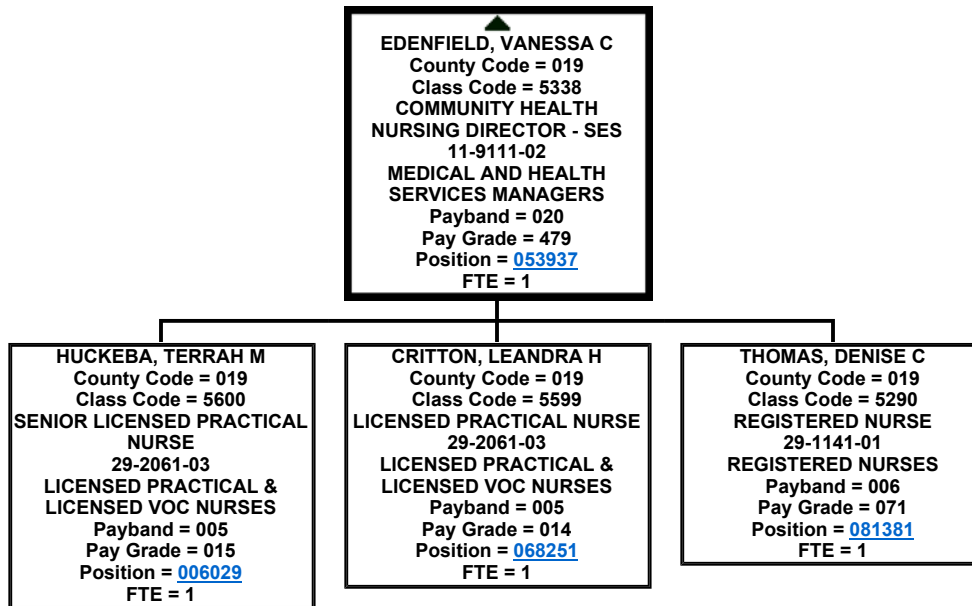 EDENFIELD, VANESSA C
County Code = 019
Class Code = 5338
COMMUNITY HEALTH
NURSING DIRECTOR - SES
11-9111-02
MEDICAL AND HEALTH
SERVICES MANAGERS
Payband = 020
Pay Grade = 479
Position = 053937
FTE = 1
HUCKEBA, TERRAH M
County Code = 019
Class Code = 5600
SENIOR LICENSED PRACTICAL
NURSE
29-2061-03
LICENSED PRACTICAL &
LICENSED VOC NURSES
Payband = 005
Pay Grade = 015
Position = 006029
FTE = 1
CRITTON, LEANDRA H
County Code = 019
Class Code = 5599
LICENSED PRACTICAL NURSE
29-2061-03
LICENSED PRACTICAL &
LICENSED VOC NURSES
Payband = 005
Pay Grade = 014
Position = 068251
FTE = 1
THOMAS, DENISE C
County Code = 019
Class Code = 5290
REGISTERED NURSE
29-1141-01
REGISTERED NURSES
Payband = 006
Pay Grade = 071
Position = 081381
FTE = 1